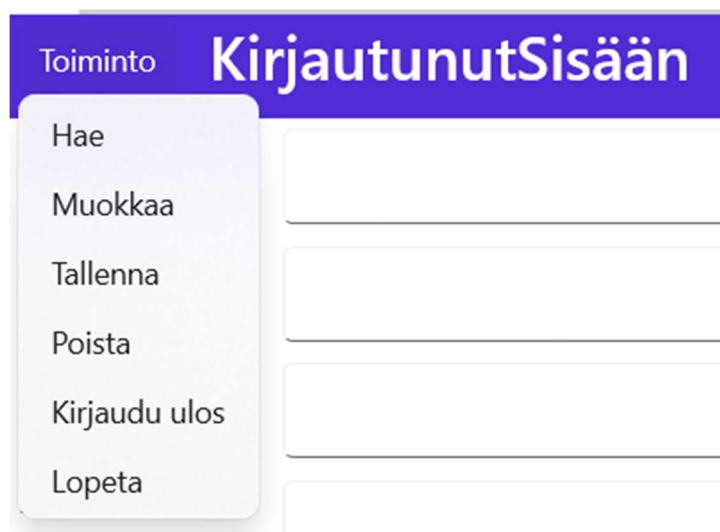 Toiminto KirjautunutSisään
Hae
Muokkaa
Tallenna
Poista
Kirjaudu ulos
Lopeta